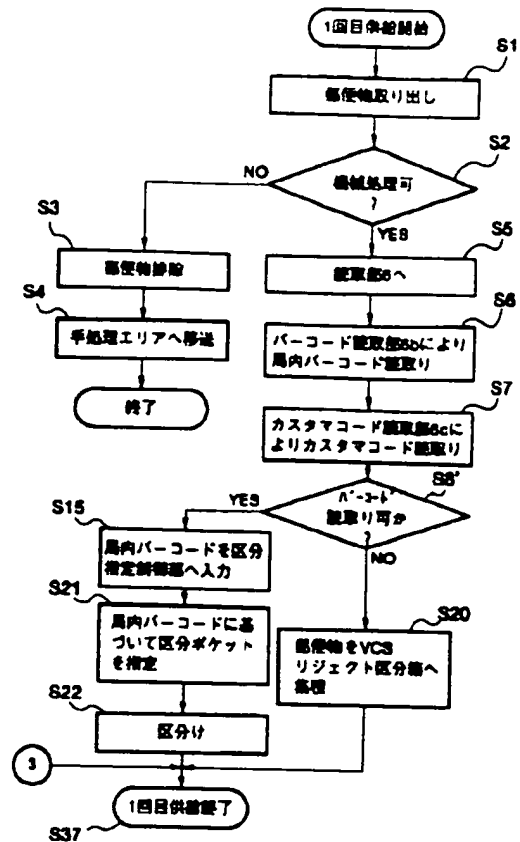 1回目供給開始
S1
郵便物取り出し
S2
機械処理可
?
NO
YES
S3
郵便物排除
S4
手処理エリアへ移送
終了
S5
読取部6へ
S6
バーコード読取部6bにより
局内バーコード読取り
S7
カスタマコード読取部6cに
よりカスタマコード読取り
S8'
バーコード
読取り可か
?
YES
NO
S15
局内バーコードを区分
指定制御部へ入力
S21
局内バーコードに基
づいて区分ポケット
を指定
S20
郵便物をVCS
リジェクト区分箱へ
集積
S22
区分け
3
1回目供給終了
S37